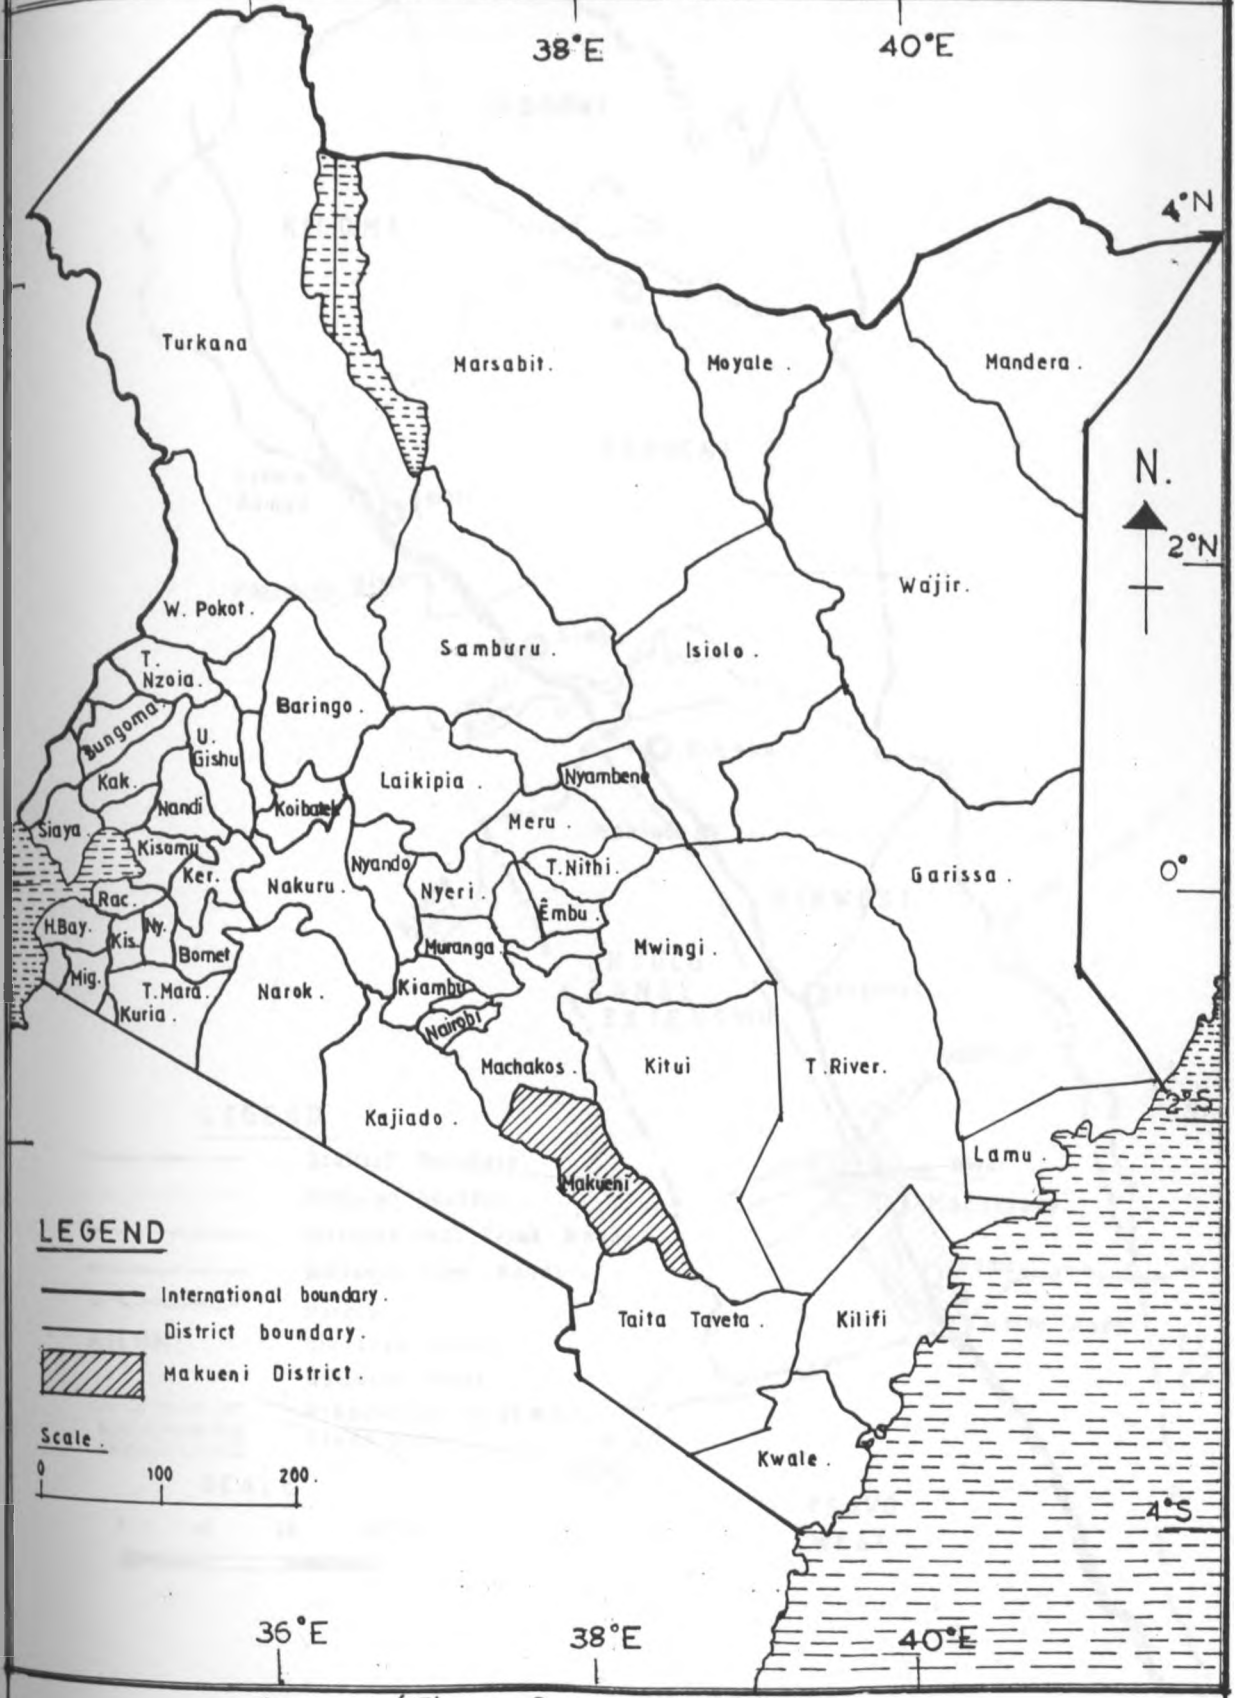 38°E
40°E
4°N
Turkana
Marsabit.
Moyale.
Mandera.
N.
2°N
W. Pokot.
Wajir.
T.
Nzoia.
Samburu.
Isiolo.
Baringo.
Bungoma.
U.
Gishu
Kak.
Laikipia.
Nyambene
Nandi
Koibatek
Siaya.
Meru.
Kisumu
Nyando
T.Nithi.
0°
Ker.
Nakuru.
Nyeri.
Garissa.
Rac.
Embu.
H.Bay.
Kis.
Ny.
Bomet
Muranga.
Mwingi.
Mig.
T.Mara.
Narok.
Kiambu
Kuria.
Nairobi
Machakos.
Kitui
T.River.
2°S
Kajiado.
Lamu.
Makueni
LEGEND
International boundary.
District boundary.
Makueni District.
Taita Taveta.
Kilifi
Scale.
0 100 200.
Kwale.
4°S
36°E
38°E
40°E